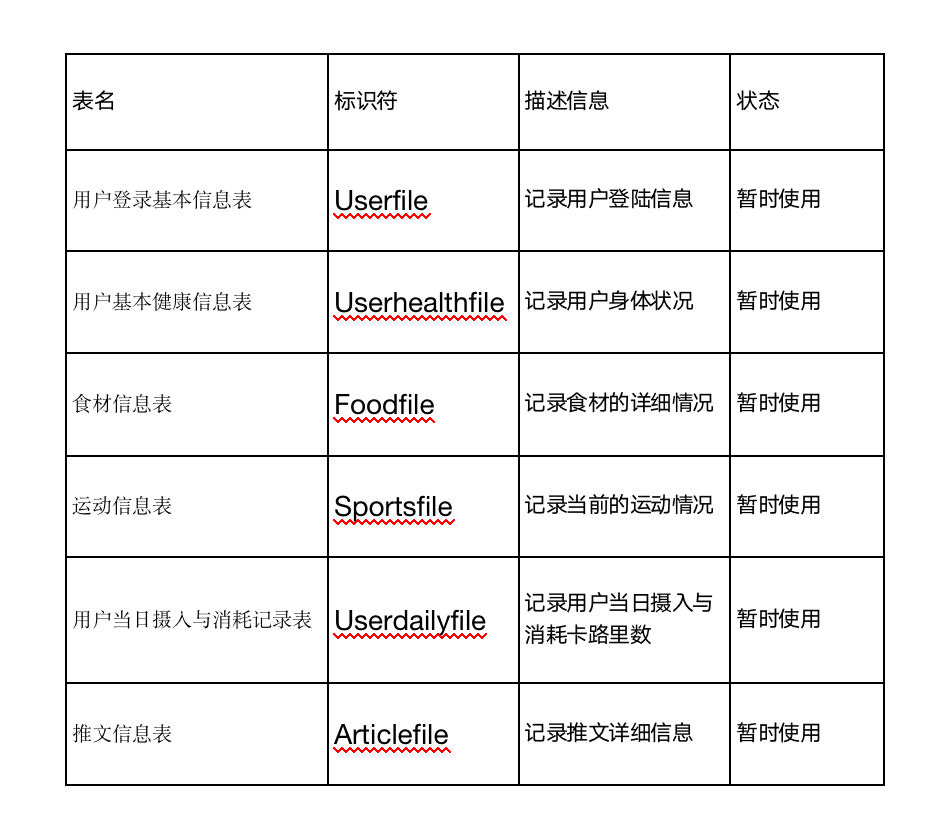 表名 标识符 描述信息 状态
用户登录基本信息表 Userfile 记录用户登陆信息 暂时使用
用户基本健康信息表 Userhealthfile 记录用户身体状况 暂时使用
食材信息表 Foodfile 记录食材的详细情况 暂时使用
运动信息表 Sportsfile 记录当前的运动情况 暂时使用
用户当日摄入与消耗记录表 Userdailyfile 记录用户当日摄入与
消耗卡路里数 暂时使用
推文信息表 Articlefile 记录推文详细信息 暂时使用